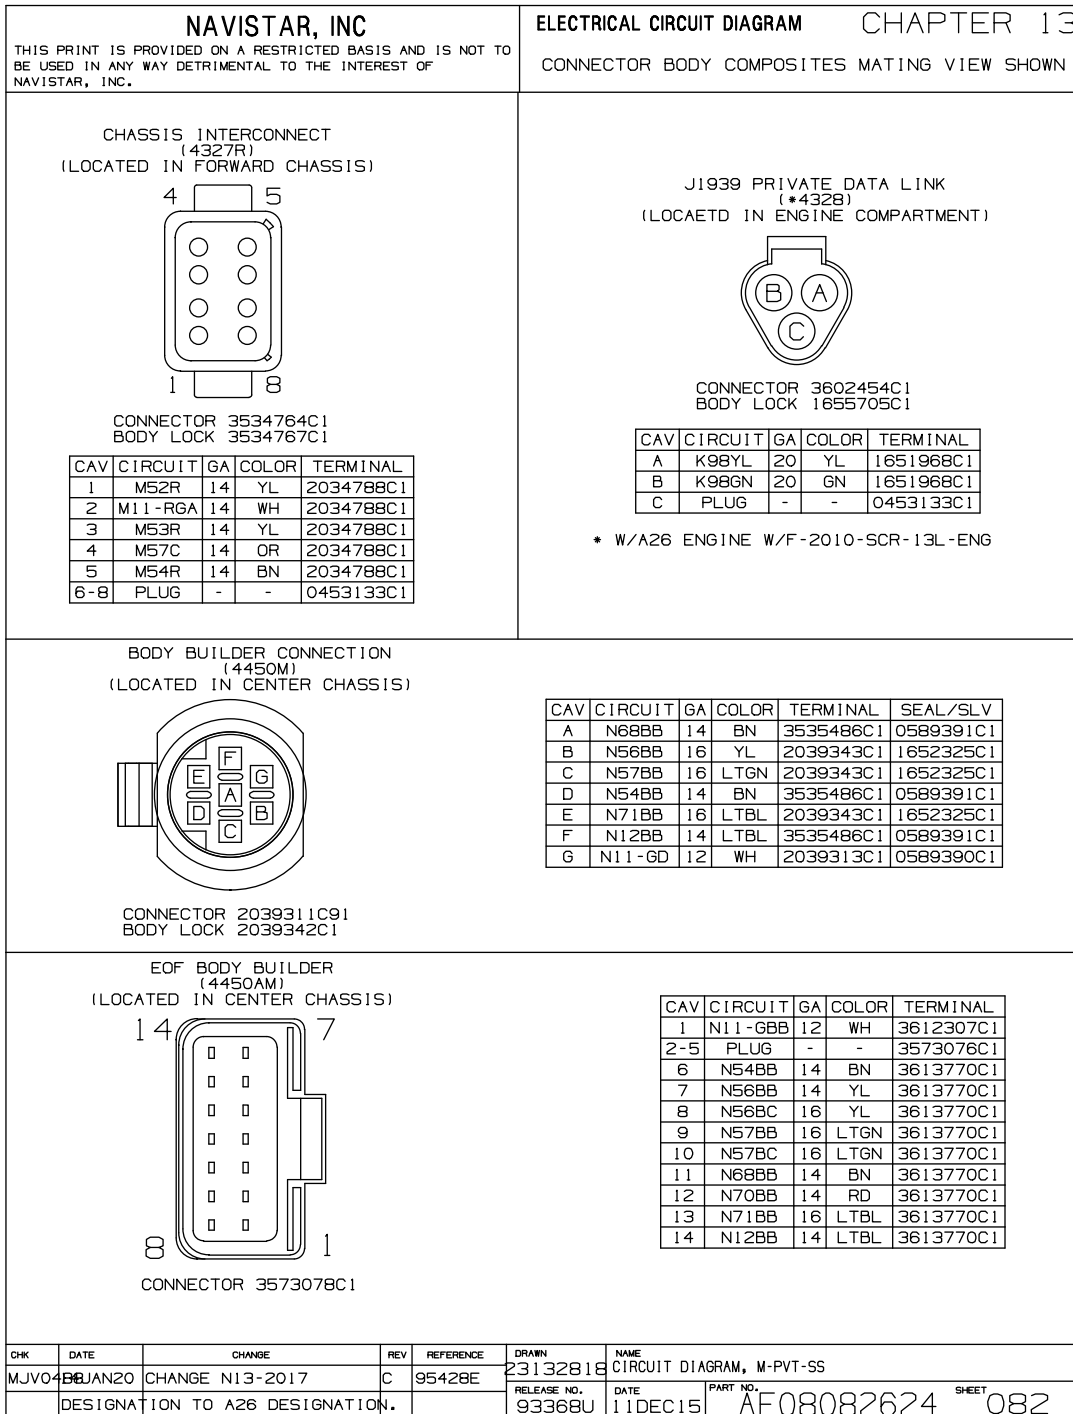 NAVISTAR, INC
THIS PRINT IS PROVIDED ON A RESTRICTED BASIS AND IS NOT TO
BE USED IN ANY WAY DETRIMENTAL TO THE INTEREST OF
NAVISTAR, INC.
ELECTRICAL CIRCUIT DIAGRAM CHAPTER 13
CONNECTOR BODY COMPOSITES MATING VIEW SHOWN
CHASSIS INTERCONNECT
(4327R)
(LOCATED IN FORWARD CHASSIS)
4 5
1 8
CONNECTOR 3534764C1
BODY LOCK 3534767C1
CAV CIRCUIT GA COLOR TERMINAL
1 M52R 14 YL 2034788C1
2 M11-RGA 14 WH 2034788C1
3 M53R 14 YL 2034788C1
4 M57C 14 OR 2034788C1
5 M54R 14 BN 2034788C1
6-8 PLUG - - 0453133C1
J1939 PRIVATE DATA LINK
(*4328)
(LOCAETD IN ENGINE COMPARTMENT)
B A
C
CONNECTOR 3602454C1
BODY LOCK 1655705C1
CAV CIRCUIT GA COLOR TERMINAL
A K98YL 20 YL 1651968C1
B K98GN 20 GN 1651968C1
C PLUG - - 0453133C1
* W/A26 ENGINE W/F-2010-SCR-13L-ENG
BODY BUILDER CONNECTION
(4450M)
(LOCATED IN CENTER CHASSIS)
F
E G
A
D B
C
CONNECTOR 2039311C91
BODY LOCK 2039342C1
CAV CIRCUIT GA COLOR TERMINAL SEAL/SLV
A N68BB 14 BN 3535486C1 0589391C1
B N56BB 16 YL 2039343C1 1652325C1
C N57BB 16 LTGN 2039343C1 1652325C1
D N54BB 14 BN 3535486C1 0589391C1
E N71BB 16 LTBL 2039343C1 1652325C1
F N12BB 14 LTBL 3535486C1 0589391C1
G N11-GD 12 WH 2039313C1 0589390C1
EOF BODY BUILDER
(4450AM)
(LOCATED IN CENTER CHASSIS)
14 7
8 1
CONNECTOR 3573078C1
CAV CIRCUIT GA COLOR TERMINAL
1 N11-GBB 12 WH 3612307C1
2-5 PLUG - - 3573076C1
6 N54BB 14 BN 3613770C1
7 N56BB 14 YL 3613770C1
8 N56BC 16 YL 3613770C1
9 N57BB 16 LTGN 3613770C1
10 N57BC 16 LTGN 3613770C1
11 N68BB 14 BN 3613770C1
12 N70BB 14 RD 3613770C1
13 N71BB 16 LTBL 3613770C1
14 N12BB 14 LTBL 3613770C1
CHK DATE CHANGE REV REFERENCE
CHANGE N13-2017 C 95428E
DESIGNATION TO A26 DESIGNATION.
DRAWN
23132818
NAME
CIRCUIT DIAGRAM, M-PVT-SS
RELEASE NO.
93368U
DATE
11DEC15
PART NO.
AF08087674
SHEET
082